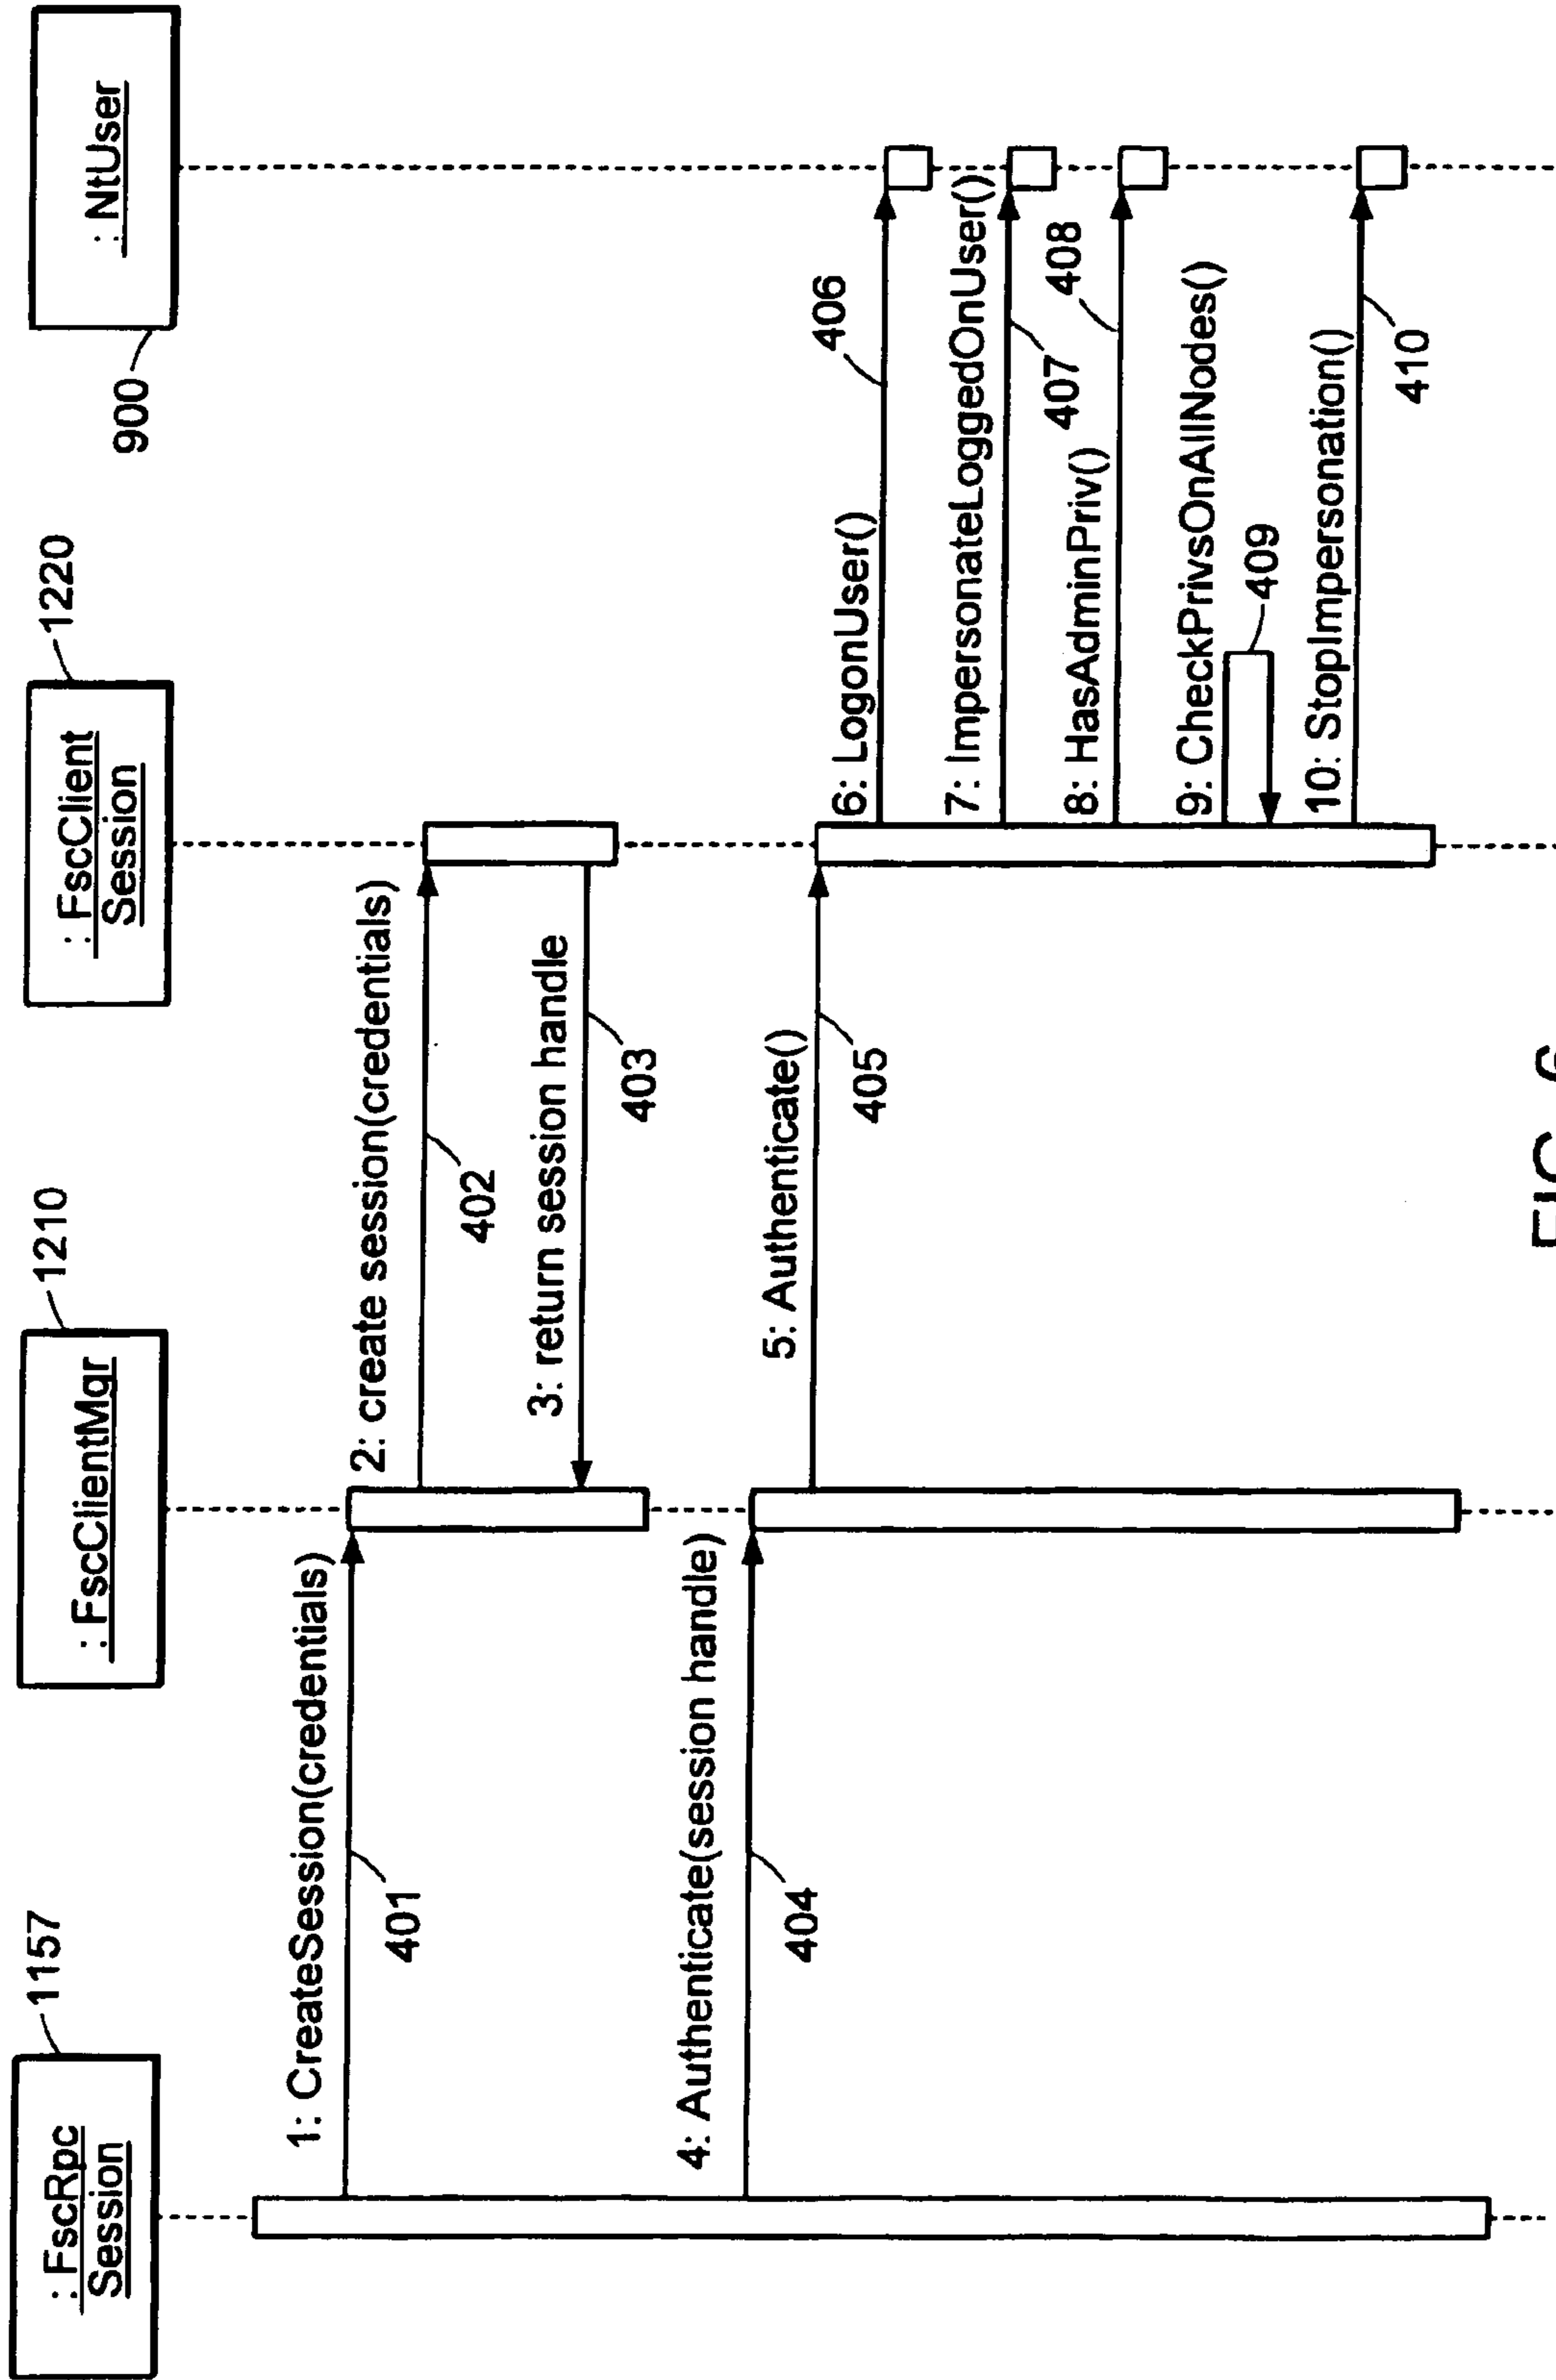 : FscRpc
Session
1157
: FscClientMgr
1210
: FscClient
Session
1220
: NtUser
900
1: CreateSession(credentials)
401
2: create session(credentials)
402
3: return session handle
403
4: Authenticate(session handle)
404
5: Authenticate()
405
6: LogonUser()
406
7: ImpersonateLoggedOnUser()
407
8: HasAdminPriv()
408
9: CheckPrivsOnAllNodes()
409
10: StopImpersonation()
410
FIG. 6